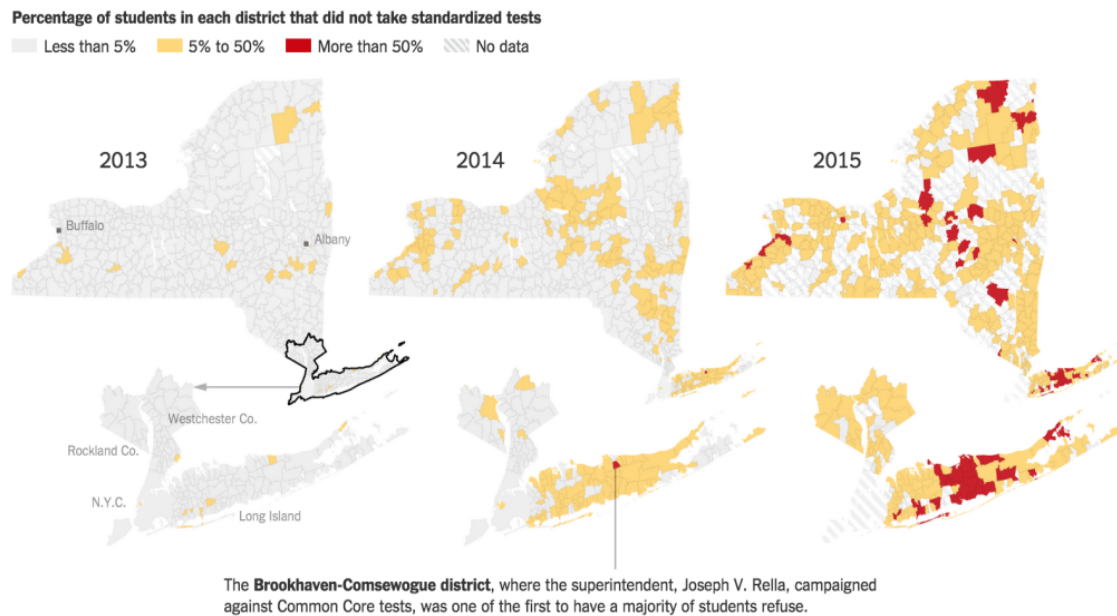 Percentage of students in each district that did not take standardized tests
Less than 5% 5% to 50% More than 50% No data
2013 2014 2015
Buffalo
Albany
Westchester Co.
Rockland Co.
N.Y.C.
Long Island
The Brookhaven-Comsewogue district, where the superintendent, Joseph V. Rella, campaigned
against Common Core tests, was one of the first to have a majority of students refuse.